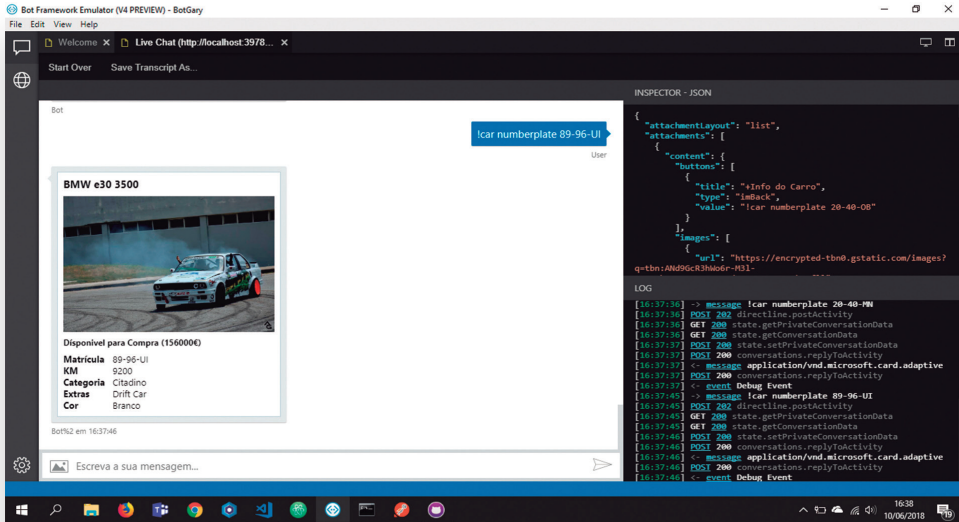 Bot Framework Emulator (V4 PREVIEW) - BotGary
File Edit View Help
Welcome
Live Chat (http://localhost:3978...
Start Over Save Transcript As...
Bot
!car numberplate 89-96-UI
User
BMW e30 3500
Dísponivel para Compra (156000€)
Matrícula 89-96-UI
KM 9200
Categoria Citadino
Extras Drift Car
Cor Branco
Bot%2 em 16:37:46
Escreva a sua mensagem...
INSPECTOR - JSON
{
"attachmentLayout": "list",
"attachments": [
{
"content": {
"buttons": [
{
"title": "+Info do Carro",
"type": "imBack",
"value": "!car numberplate 20-40-OB"
}
],
"images": [
{
"url": "https://encrypted-tbn0.gstatic.com/images?
q=tbn:ANd9GcR3hWo6r-M3l-
LOG
[16:37:36] -> message !car numberplate 20-40-MN
[16:37:36] POST 202 directline.postActivity
[16:37:36] GET 200 state.getPrivateConversationData
[16:37:36] GET 200 state.getConversationData
[16:37:37] POST 200 state.setPrivateConversationData
[16:37:37] POST 200 conversations.replyToActivity
[16:37:37] <- message application/vnd.microsoft.card.adaptive
[16:37:37] POST 200 conversations.replyToActivity
[16:37:37] <- event Debug Event
[16:37:45] -> message !car numberplate 89-96-UI
[16:37:45] POST 202 directline.postActivity
[16:37:45] GET 200 state.getPrivateConversationData
[16:37:45] GET 200 state.getConversationData
[16:37:46] POST 200 state.setPrivateConversationData
[16:37:46] POST 200 conversations.replyToActivity
[16:37:46] <- message application/vnd.microsoft.card.adaptive
[16:37:46] POST 200 conversations.replyToActivity
[16:37:46] <- event Debug Event
16:38
10/06/2018
19